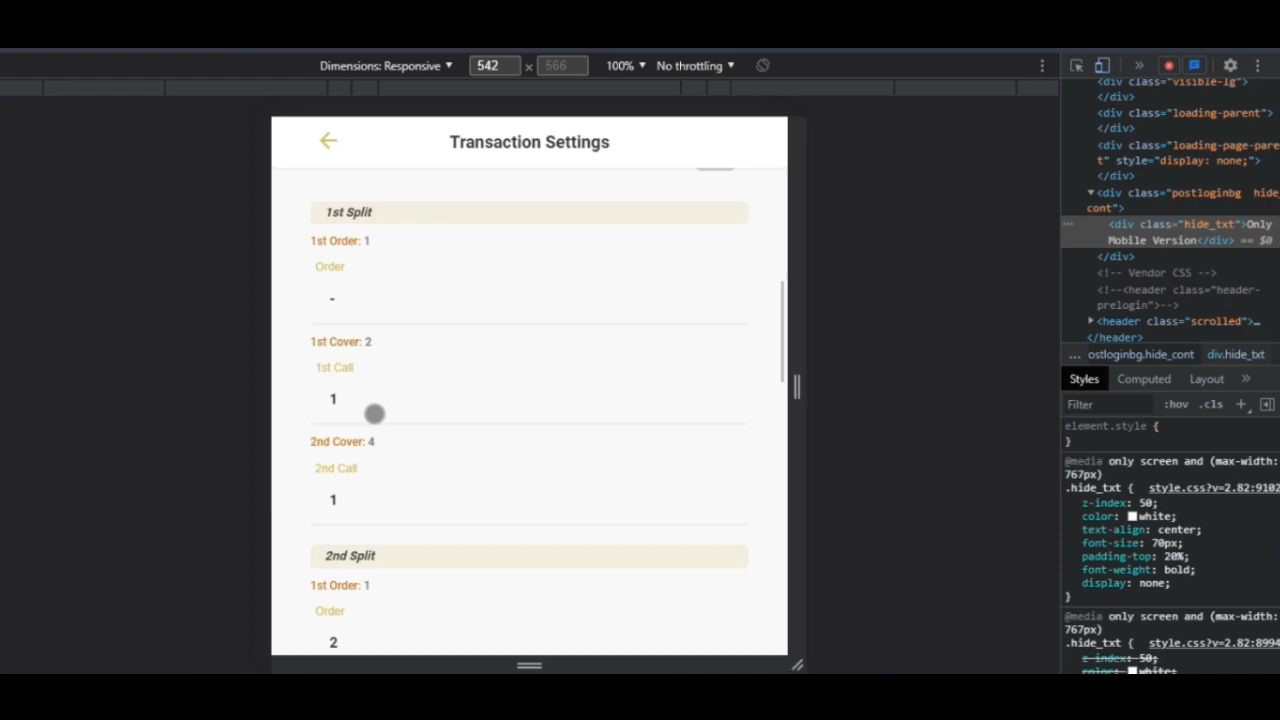 Dimensions: Responsive 542 × 566 100% No throttling
Transaction Settings
1st Split
1st Order: 1
Order
-
1st Cover: 2
1st Call
1
2nd Cover: 4
2nd Call
1
2nd Split
1st Order: 1
Order
2
<div class="visible-lg">
</div>
<div class="loading-parent">
</div>
<div class="loading-page-pare
t" style="display: none;">
</div>
<div class="postloginbg hide_
cont">
<div class="hide_txt">Only
Mobile Version</div> == $0
</div>
<!-- Vendor CSS -->
<!--<header class="header-
prelogin">-->
<header class="scrolled">…
</header>
... ostloginbg.hide_cont div.hide_txt
Styles Computed Layout »
Filter :hov .cls +
element.style {
}
@media only screen and (max-width:
767px)
.hide_txt { style.css?v=2.82:9102
z-index: 50;
color: white;
text-align: center;
font-size: 70px;
padding-top: 20%;
font-weight: bold;
display: none;
}
@media only screen and (max-width:
767px)
.hide_txt { style.css?v=2.82:8994
z-index: 50;
color: white;